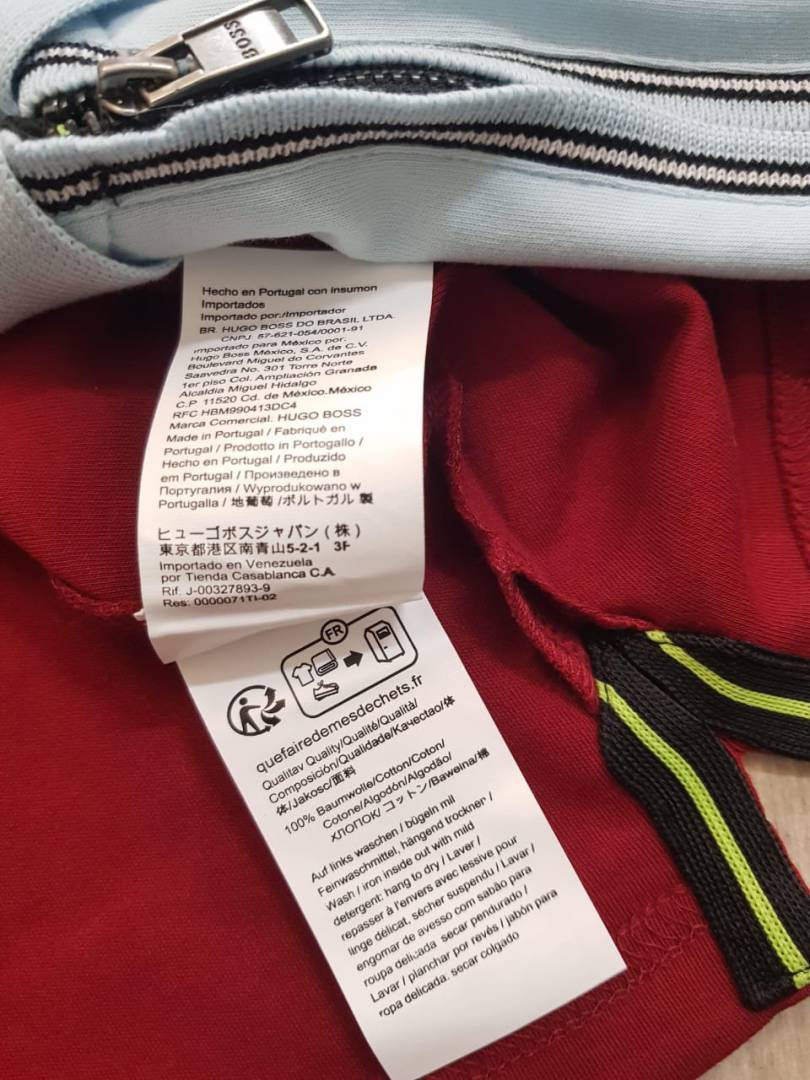 BOSS
Hecho en Portugal con insumon
Importados
Importado por:/Importador
BR. HUGO BOSS DO BRASIL LTDA.
CNPJ. 57-621-054/0001-91
importado para México por:
Hugo Boss México, S.A. de C.V.
Boulevard Miguel do Corvantes
Saavedra No. 301 Torre Norte
1er piso Col. Ampliación Granade
Alcaldia Miguel Hidalgo
C.P 11520 Cd. de México.México
RFC HBM990413DC4
Marca Comercial. HUGO BOSS
Made in Portugal / Fabriqué en
Portugal / Prodotto in Portogallo /
Hecho en Portugal / Produzido
em Portugal / Произведено в
Португалия / Wyprodukowano w
Portugalla / 地葡萄 /ポルトガル 製
ヒューゴボスジャパン ( 株 )
東京都港区南青山5-2-1 3F
Importado en Venezuela
por Tienda Casablanca C.A.
Rif. J-00327893-9
Res: 0000071TI-02
FR
quefairedemesdechets.fr
Qualitav Quality/Qualité/Qualità/
Composición/Qualidade/Качестао/体
体/Jakosc/面料
100% Baumwolle/Cotton/Coton/
Cotone/Algodón/Algodão/
ХЛОПОК/ コットン/Baweina/棉
Auf links waschen / bügeln mil
Feinwaschmittel, hängend trockner /
Wash / iron inside out with mild
detergent: hang to dry / Laver /
repasser à l'envers avec lessive pour
linge délicat, sécher suspendu / Lavar /
engomar de avesso com sabão para
roupa delicada. secar pendurado /
Lavar / planchar por revés / jabón para
ropa delicada: secar colgado